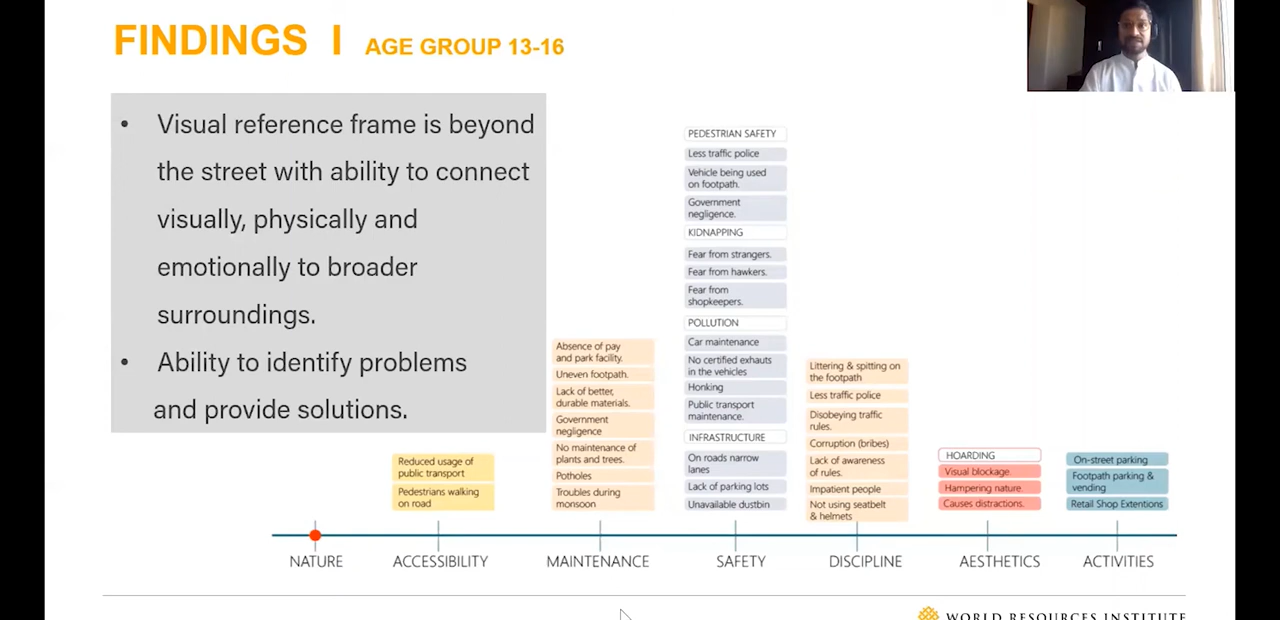 FINDINGS I AGE GROUP 13-16
• Visual reference frame is beyond
the street with ability to connect
visually, physically and
emotionally to broader
surroundings.
• Ability to identify problems
and provide solutions.
Reduced usage of
public transport
Pedestrians walking
on road
Absence of pay
and park facility.
Uneven footpath.
Lack of better,
durable materials.
Government
negligence
No maintenance of
plants and trees.
Potholes
Troubles during
monsoon
PEDESTRIAN SAFETY
Less traffic police
Vehicle being used
on footpath.
Government
negligence.
KIDNAPPING
Fear from strangers.
Fear from hawkers.
Fear from
shopkeepers.
POLLUTION
Car maintenance
No certified exhauts
in the vehicles
Honking
Public transport
maintenance.
INFRASTRUCTURE
On roads narrow
lanes
Lack of parking lots
Unavailable dustbin
Littering & spitting on
the footpath
Less traffic police
Disobeying traffic
rules.
Corruption (bribes)
Lack of awareness
of rules.
Impatient people
Not using seatbelt
& helmets
HOARDING
Visual blockage.
Hampering nature.
Causes distractions.
On-street parking
Footpath parking &
vending
Retail Shop Extentions
NATURE ACCESSIBILITY MAINTENANCE SAFETY DISCIPLINE AESTHETICS ACTIVITIES
WORLD RESOURCES INSTITUTE